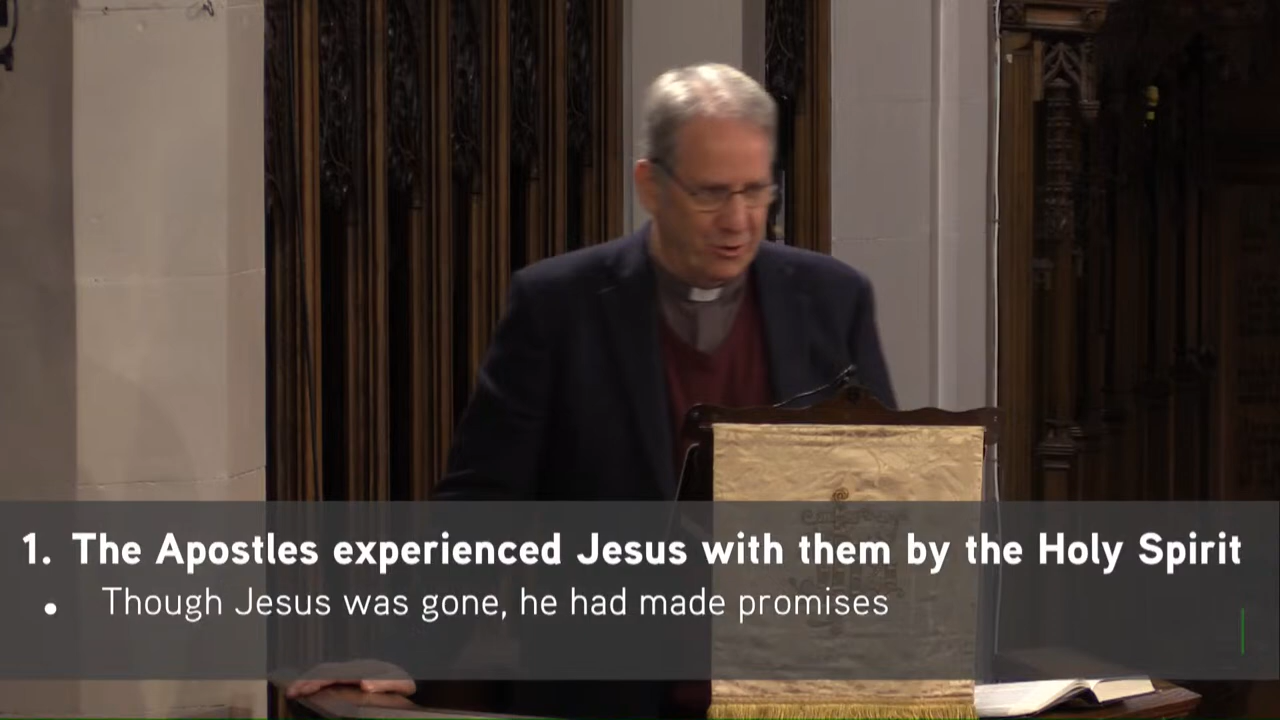 1. The Apostles experienced Jesus with them by the Holy Spirit
• Though Jesus was gone, he had made promises